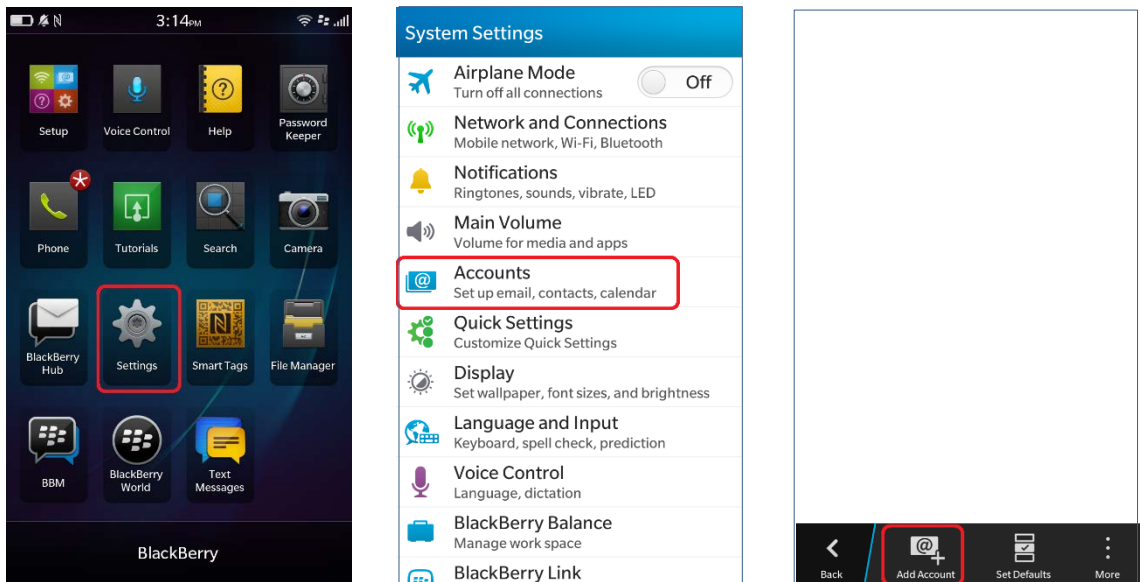 3:14PM
Setup
Voice Control
Help
Password
Keeper
Phone
Tutorials
Search
Camera
BlackBerry
Hub
Settings
Smart Tags
File Manager
BBM
BlackBerry
World
Text
Messages
BlackBerry
System Settings
Airplane Mode
Turn off all connections
Off
Network and Connections
Mobile network, Wi-Fi, Bluetooth
Notifications
Ringtones, sounds, vibrate, LED
Main Volume
Volume for media and apps
Accounts
Set up email, contacts, calendar
Quick Settings
Customize Quick Settings
Display
Set wallpaper, font sizes, and brightness
Language and Input
Keyboard, spell check, prediction
Voice Control
Language, dictation
BlackBerry Balance
Manage work space
BlackBerry Link
Back
Add Account
Set Defaults
More